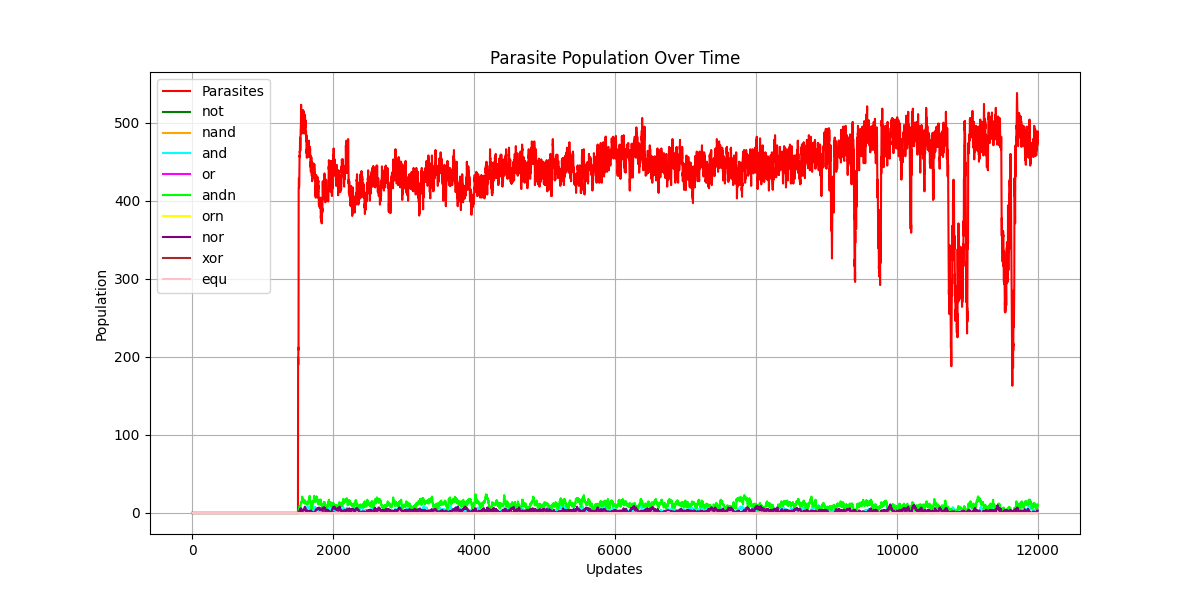 Parasite Population Over Time
Parasites
not
nand
and
or
andn
orn
nor
xor
equ
Population
500
400
300
200
100
0
0 2000 4000 6000 8000 10000 12000
Updates